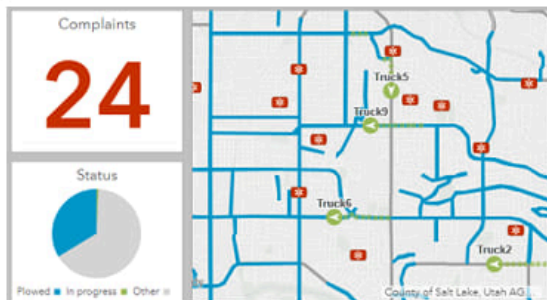 Complaints
24
Status
Plowed In progress Other
Truck5
Truck9
Truck6
Truck2
County of Salt Lake, Utah AG